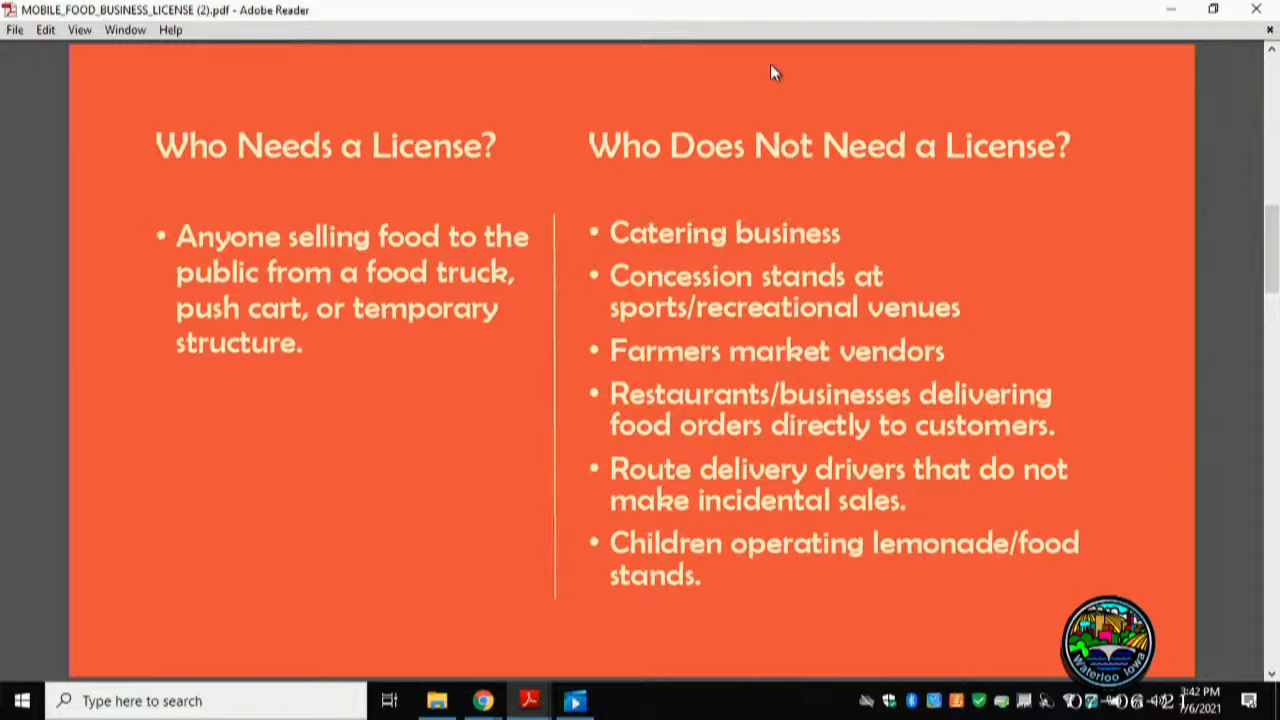 MOBILE_FOOD_BUSINESS_LICENSE (2).pdf - Adobe Reader
File Edit View Window Help
Who Needs a License?
• Anyone selling food to the
public from a food truck,
push cart, or temporary
structure.
Who Does Not Need a License?
• Catering business
• Concession stands at
sports/recreational venues
• Farmers market vendors
• Restaurants/businesses delivering
food orders directly to customers.
• Route delivery drivers that do not
make incidental sales.
• Children operating lemonade/food
stands.
Waterloo Iowa
Type here to search
3:42 PM
7/6/2021